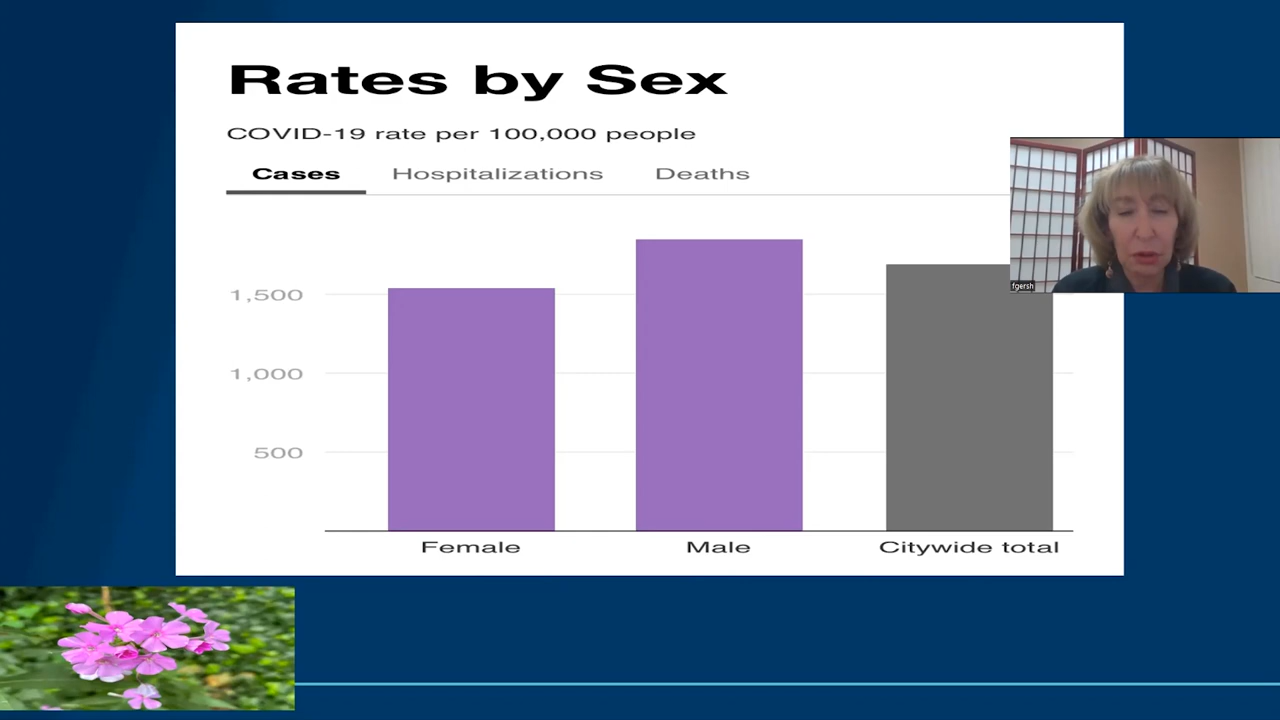 Rates by Sex
COVID-19 rate per 100,000 people
Cases Hospitalizations Deaths
1,500
1,000
500
Female Male Citywide total
fgersh